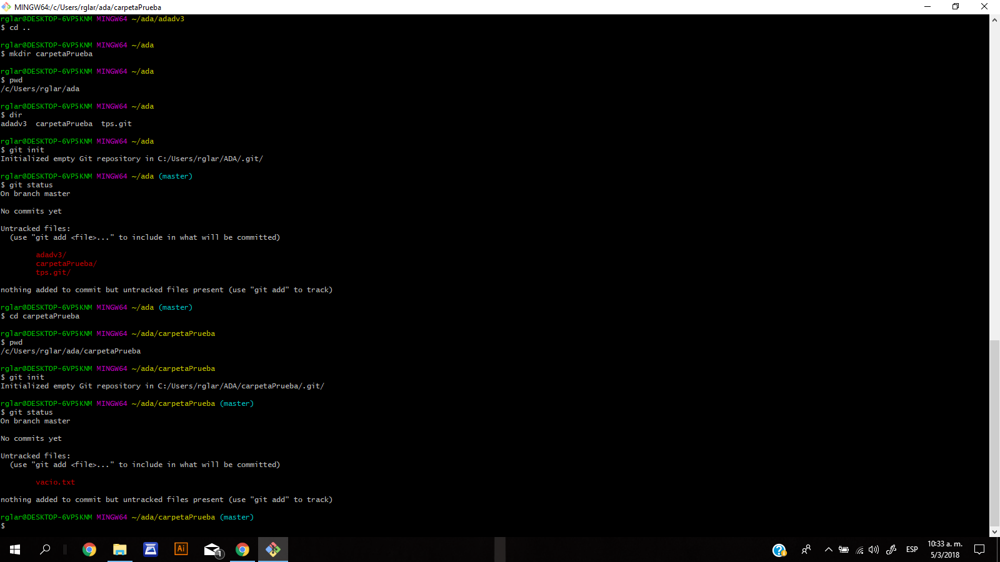 MINGW64:/c/Users/rglar/ada/carpetaPrueba
rglar@DESKTOP-6VP5KNM MINGW64 ~/ada/adadv3
$ cd ..
rglar@DESKTOP-6VP5KNM MINGW64 ~/ada
$ mkdir carpetaPrueba
rglar@DESKTOP-6VP5KNM MINGW64 ~/ada
$ pwd
/c/Users/rglar/ada
rglar@DESKTOP-6VP5KNM MINGW64 ~/ada
$ dir
adadv3  carpetaPrueba  tps.git
rglar@DESKTOP-6VP5KNM MINGW64 ~/ada
$ git init
Initialized empty Git repository in C:/Users/rglar/ADA/.git/
rglar@DESKTOP-6VP5KNM MINGW64 ~/ada (master)
$ git status
On branch master
No commits yet
Untracked files:
  (use "git add <file>..." to include in what will be committed)
        adadv3/
        carpetaPrueba/
        tps.git/
nothing added to commit but untracked files present (use "git add" to track)
rglar@DESKTOP-6VP5KNM MINGW64 ~/ada (master)
$ cd carpetaPrueba
rglar@DESKTOP-6VP5KNM MINGW64 ~/ada/carpetaPrueba
$ pwd
/c/Users/rglar/ada/carpetaPrueba
rglar@DESKTOP-6VP5KNM MINGW64 ~/ada/carpetaPrueba
$ git init
Initialized empty Git repository in C:/Users/rglar/ADA/carpetaPrueba/.git/
rglar@DESKTOP-6VP5KNM MINGW64 ~/ada/carpetaPrueba (master)
$ git status
On branch master
No commits yet
Untracked files:
  (use "git add <file>..." to include in what will be committed)
        vacio.txt
nothing added to commit but untracked files present (use "git add" to track)
rglar@DESKTOP-6VP5KNM MINGW64 ~/ada/carpetaPrueba (master)
$
Ai
1
?
ESP
10:33 a. m.
5/3/2018